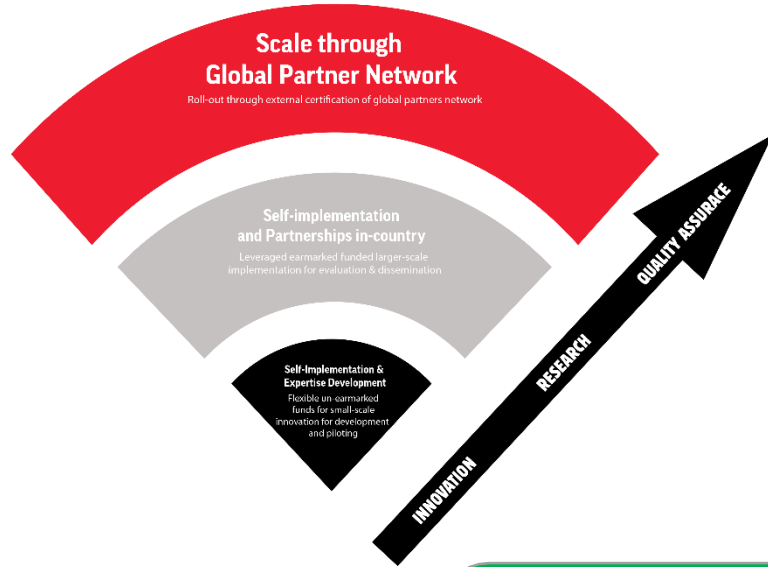 Scale through
Global Partner Network
Roll-out through external certification of global partners network
Self-implementation
and Partnerships in-country
Leveraged earmarked funded larger-scale
implementation for evaluation & dissemination
Self-Implementation &
Expertise Development
Flexible un-earmarked
funds for small-scale
innovation for development
and piloting
INNOVATION
RESEARCH
QUALITY ASSURACE